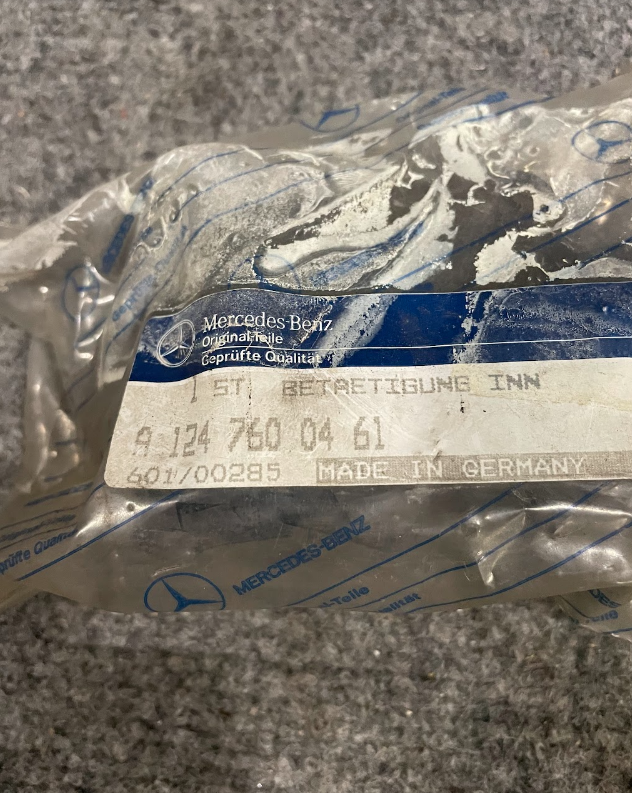 Mercedes-Benz
Original-Teile
Geprüfte Qualität
1 ST BETAETIGUNG INN
A 124 760 04 61
601/00285 MADE IN GERMANY
MERCEDES-BENZ